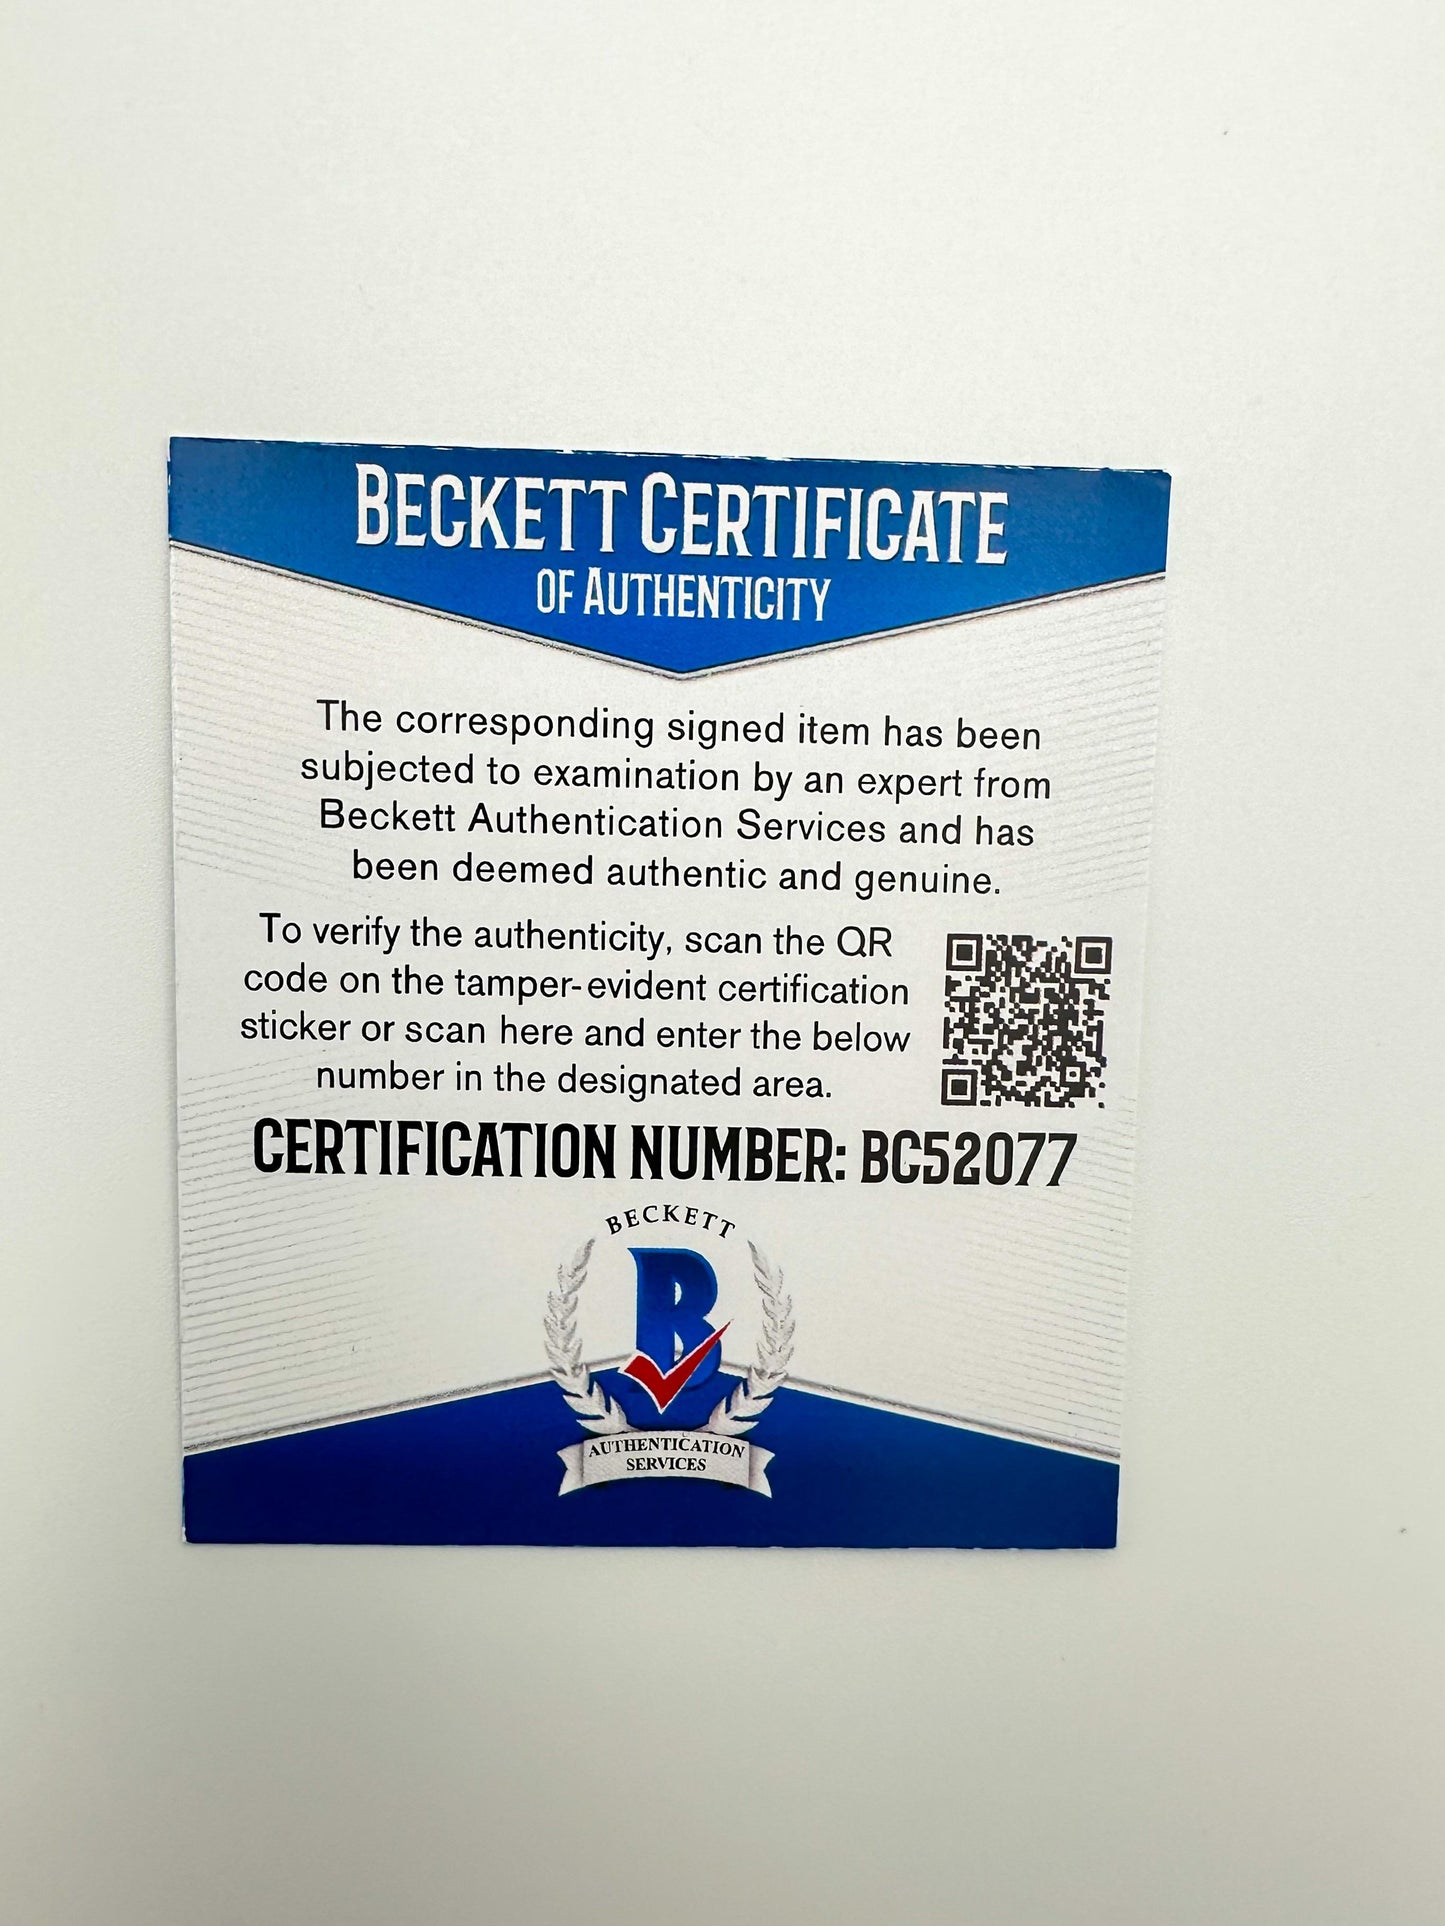 BECKETT CERTIFICATE
OF AUTHENTICITY
The corresponding signed item has been
subjected to examination by an expert from
Beckett Authentication Services and has
been deemed authentic and genuine.
To verify the authenticity, scan the QR
code on the tamper-evident certification
sticker or scan here and enter the below
number in the designated area.
CERTIFICATION NUMBER: BC52077
BECKETT
B
AUTHENTICATION
SERVICES